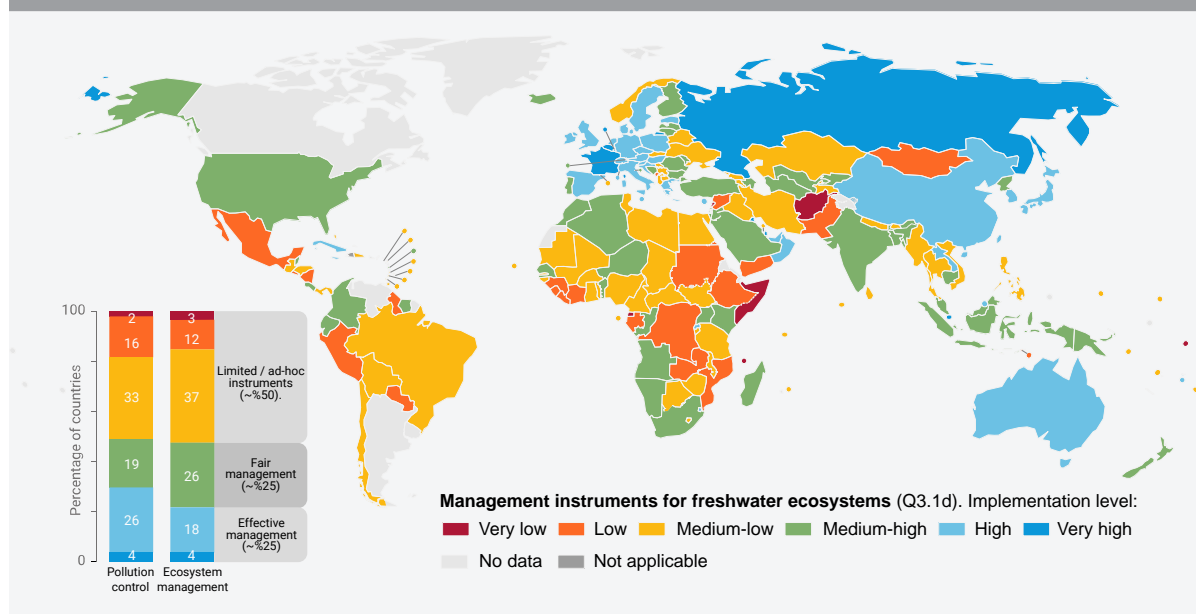 100
Percentage of countries
0
2
16
33
19
26
4
3
12
37
26
18
4
Pollution
control
Ecosystem
management
Limited / ad-hoc
instruments
(~%50).
Fair
management
(~%25)
Effective
management
(~%25)
Management instruments for freshwater ecosystems (Q3.1d). Implementation level:
Very low Low Medium-low Medium-high High Very high
No data Not applicable